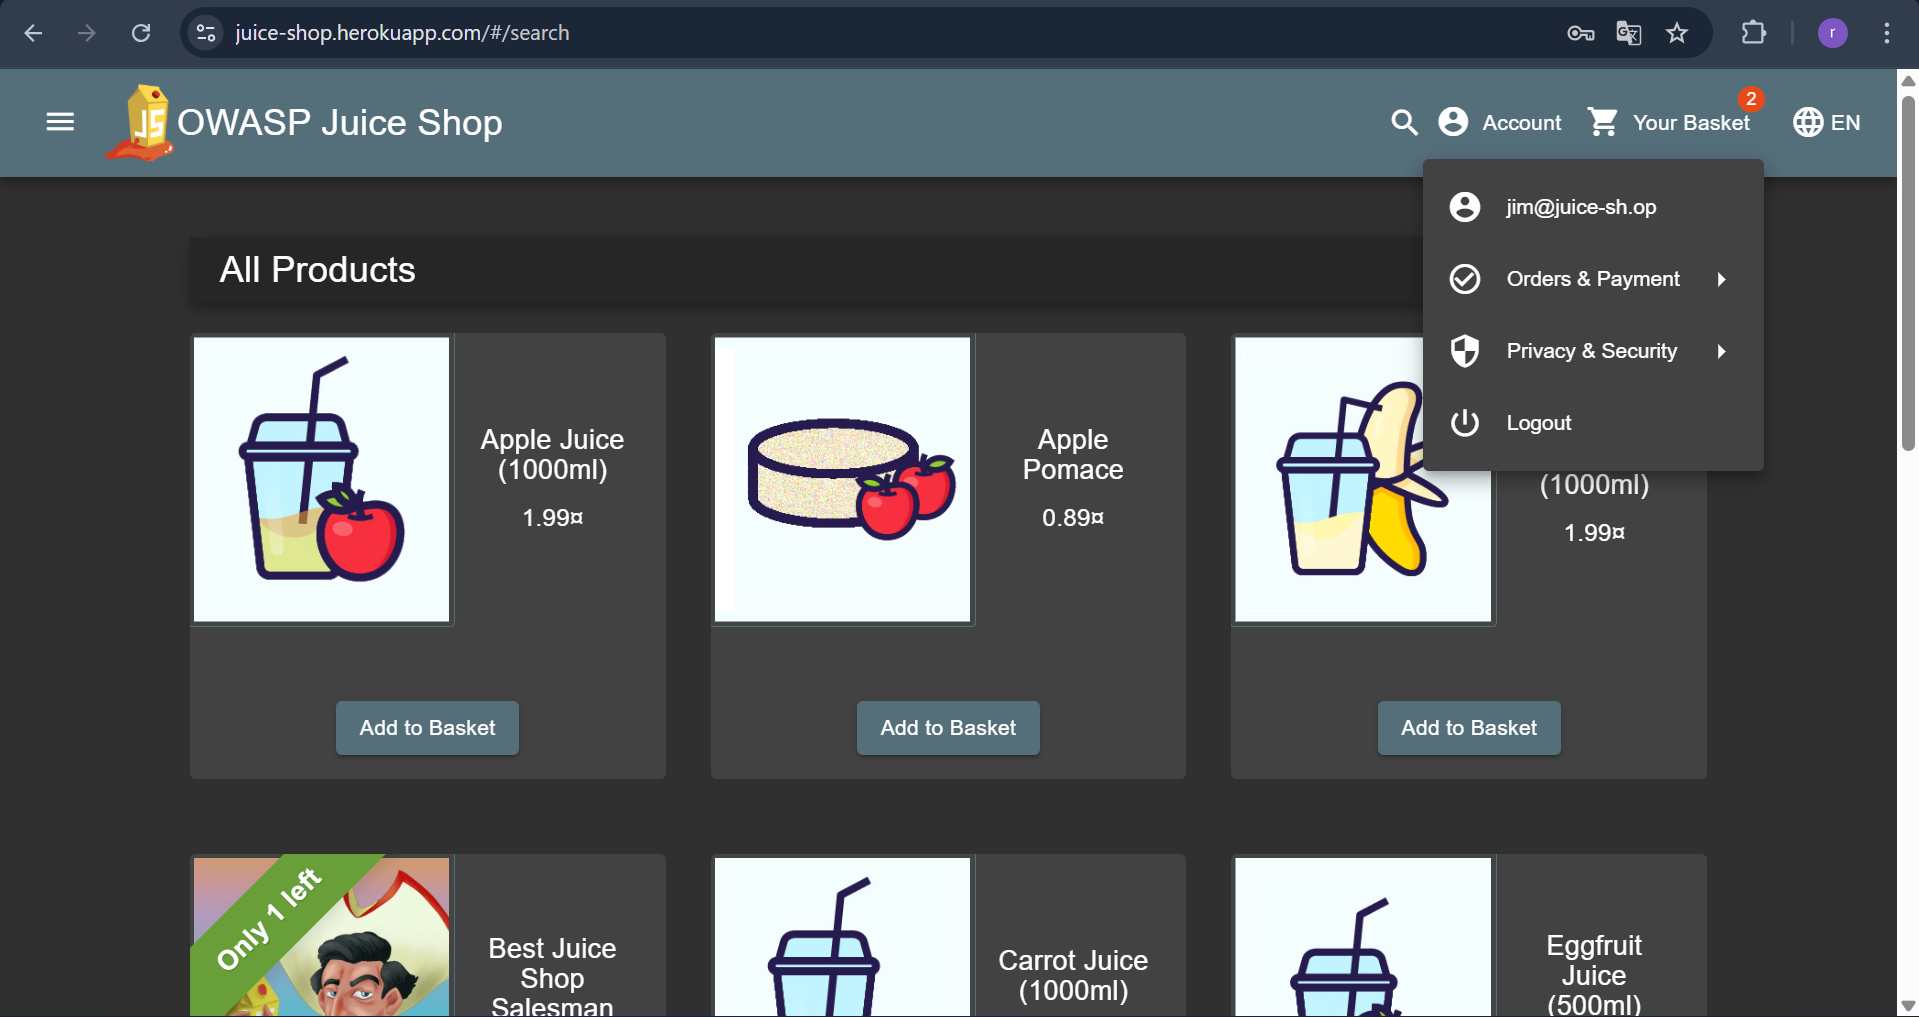 juice-shop.herokuapp.com/#/search
r
JS
OWASP Juice Shop
Account
Your Basket
2
EN
jim@juice-sh.op
Orders & Payment
Privacy & Security
Logout
All Products
Apple Juice
(1000ml)
1.99¤
Add to Basket
Apple
Pomace
0.89¤
Add to Basket
(1000ml)
1.99¤
Add to Basket
Only 1 left
Best Juice
Shop
Salesman
Carrot Juice
(1000ml)
Eggfruit
Juice
(500ml)